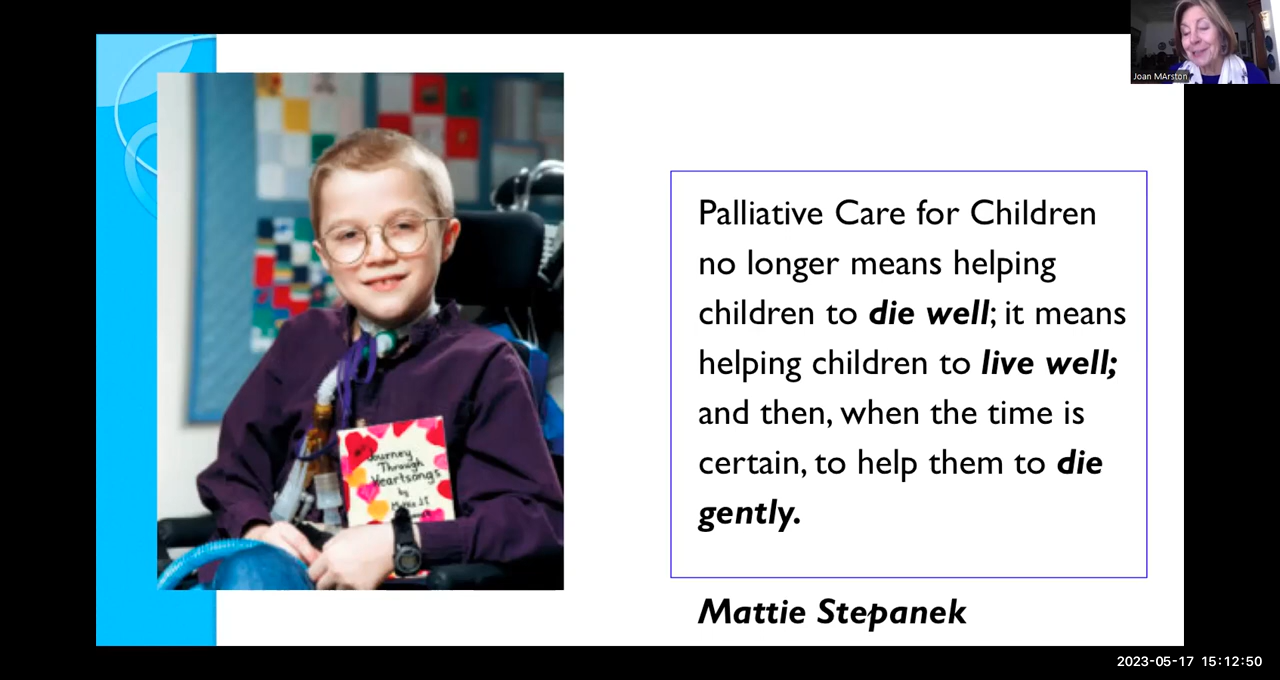 Joan MArston
Palliative Care for Children
no longer means helping
children to die well; it means
helping children to live well;
and then, when the time is
certain, to help them to die
gently.
Mattie Stepanek
Journey
Through
Heartsongs
by
Mattie J.T.
2023-05-17 15:12:50